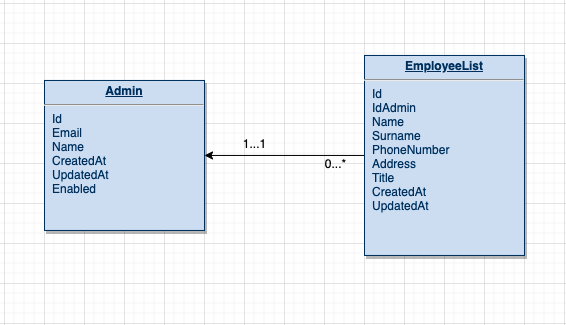 Admin
Id
Email
Name
CreatedAt
UpdatedAt
Enabled
1...1
0...*
EmployeeList
Id
IdAdmin
Name
Surname
PhoneNumber
Address
Title
CreatedAt
UpdatedAt